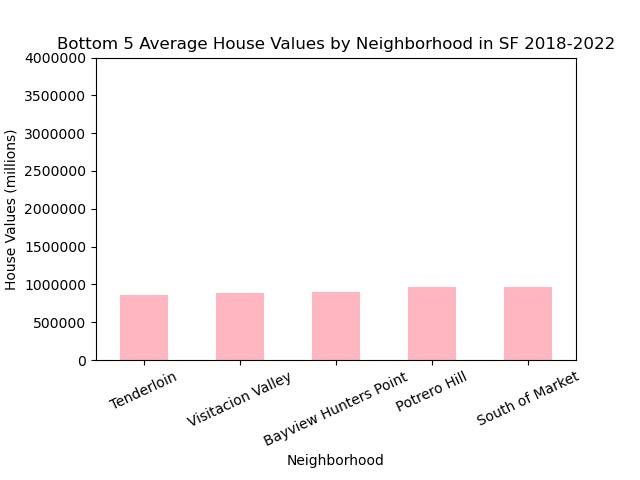 Bottom 5 Average House Values by Neighborhood in SF 2018-2022
House Values (millions)
4000000
3500000
3000000
2500000
2000000
1500000
1000000
500000
0
Tenderloin
Visitacion Valley
Bayview Hunters Point
Potrero Hill
South of Market
Neighborhood